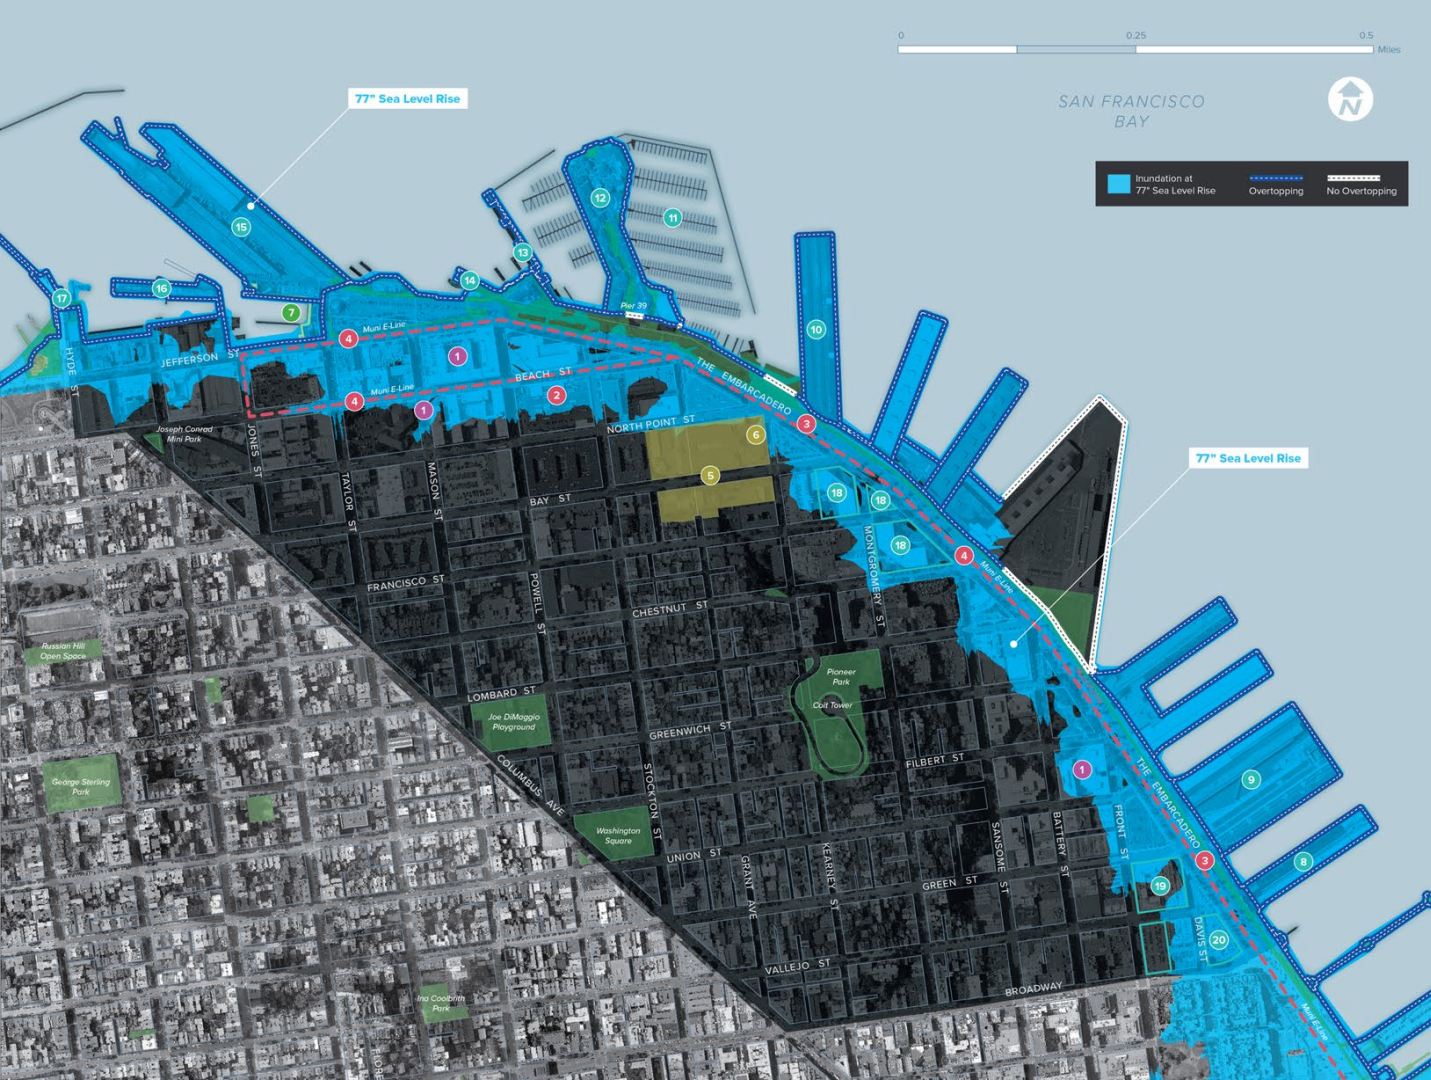 0 0.25 0.5
Miles
SAN FRANCISCO
BAY
77" Sea Level Rise
N
Inundation at
77" Sea Level Rise
Overtopping
No Overtopping
12
11
15
13
14
17
16
7
Pier 39
10
4
Muni E-Line
1
HYDE ST
JEFFERSON ST
BEACH ST
THE EMBARCADERO
4
Muni E-Line
2
1
3
NORTH POINT ST
6
Joseph Conrad
Mini Park
JONES ST
77" Sea Level Rise
TAYLOR ST
MASON ST
5
BAY ST
18
18
18
MONTGOMERY ST
4
Muni E-Line
FRANCISCO ST
POWELL ST
CHESTNUT ST
Russian Hill
Open Space
Pioneer
Park
Coit Tower
LOMBARD ST
Joe DiMaggio
Playground
GREENWICH ST
FILBERT ST
1
9
THE EMBARCADERO
George Sterling
Park
COLUMBUS AVE
STOCKTON ST
Washington
Square
UNION ST
GRANT AVE
KEARNEY ST
SANSOME ST
BATTERY ST
FRONT ST
3
8
GREEN ST
19
DAVIS ST
20
VALLEJO ST
BROADWAY
Ina Coolbrith
Park
Muni E-Line